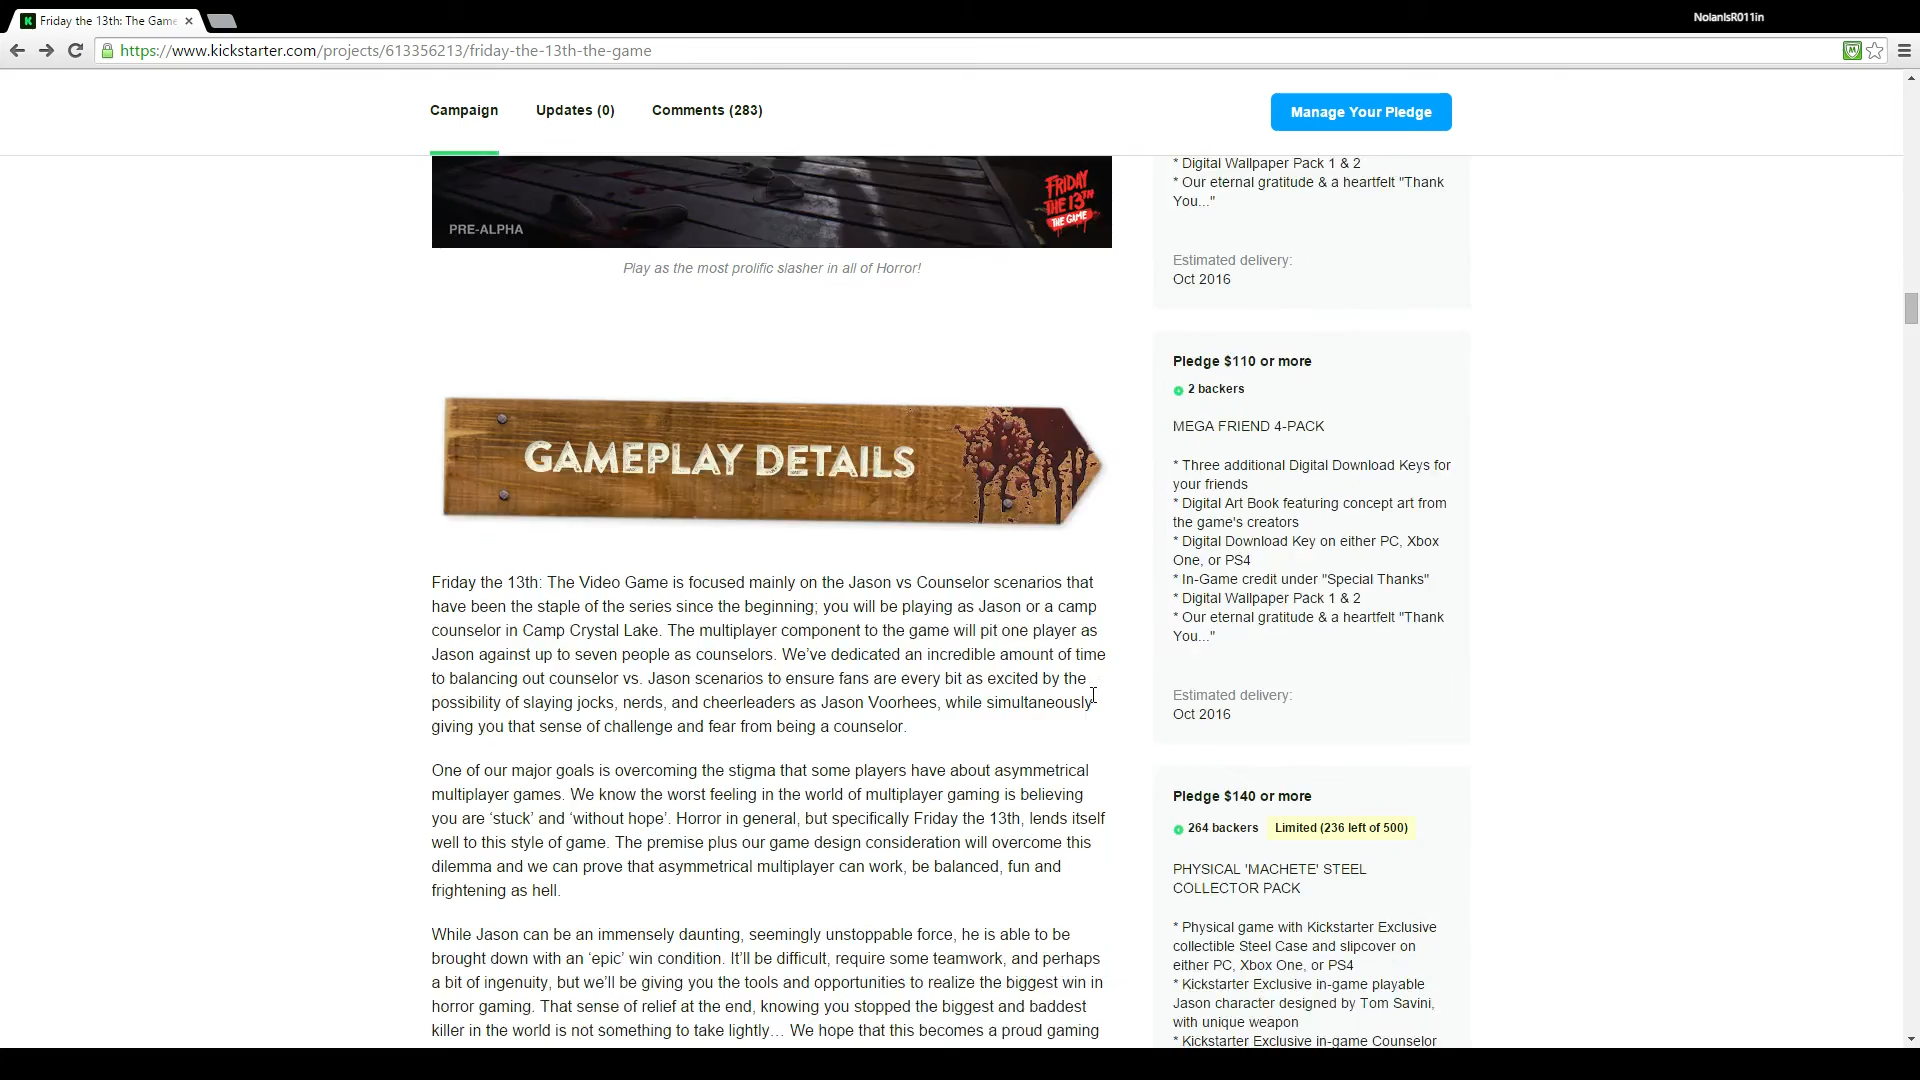 Friday the 13th: The Game
NolanIsR011in
https://www.kickstarter.com/projects/613356213/friday-the-13th-the-game
Campaign
Updates (0)
Comments (283)
Manage Your Pledge
FRIDAY
THE 13TH
THE GAME
PRE-ALPHA
Play as the most prolific slasher in all of Horror!
GAMEPLAY DETAILS
Friday the 13th: The Video Game is focused mainly on the Jason vs Counselor scenarios that
have been the staple of the series since the beginning; you will be playing as Jason or a camp
counselor in Camp Crystal Lake. The multiplayer component to the game will pit one player as
Jason against up to seven people as counselors. We’ve dedicated an incredible amount of time
to balancing out counselor vs. Jason scenarios to ensure fans are every bit as excited by the
possibility of slaying jocks, nerds, and cheerleaders as Jason Voorhees, while simultaneously
giving you that sense of challenge and fear from being a counselor.
One of our major goals is overcoming the stigma that some players have about asymmetrical
multiplayer games. We know the worst feeling in the world of multiplayer gaming is believing
you are ‘stuck’ and ‘without hope’. Horror in general, but specifically Friday the 13th, lends itself
well to this style of game. The premise plus our game design consideration will overcome this
dilemma and we can prove that asymmetrical multiplayer can work, be balanced, fun and
frightening as hell.
While Jason can be an immensely daunting, seemingly unstoppable force, he is able to be
brought down with an ‘epic’ win condition. It’ll be difficult, require some teamwork, and perhaps
a bit of ingenuity, but we’ll be giving you the tools and opportunities to realize the biggest win in
horror gaming. That sense of relief at the end, knowing you stopped the biggest and baddest
killer in the world is not something to take lightly… We hope that this becomes a proud gaming
* Digital Wallpaper Pack 1 & 2
* Our eternal gratitude & a heartfelt "Thank
You..."
Estimated delivery:
Oct 2016
Pledge $110 or more
2 backers
MEGA FRIEND 4-PACK
* Three additional Digital Download Keys for
your friends
* Digital Art Book featuring concept art from
the game's creators
* Digital Download Key on either PC, Xbox
One, or PS4
* In-Game credit under "Special Thanks"
* Digital Wallpaper Pack 1 & 2
* Our eternal gratitude & a heartfelt "Thank
You..."
Estimated delivery:
Oct 2016
Pledge $140 or more
264 backers Limited (236 left of 500)
PHYSICAL 'MACHETE' STEEL
COLLECTOR PACK
* Physical game with Kickstarter Exclusive
collectible Steel Case and slipcover on
either PC, Xbox One, or PS4
* Kickstarter Exclusive in-game playable
Jason character designed by Tom Savini,
with unique weapon
* Kickstarter Exclusive in-game Counselor